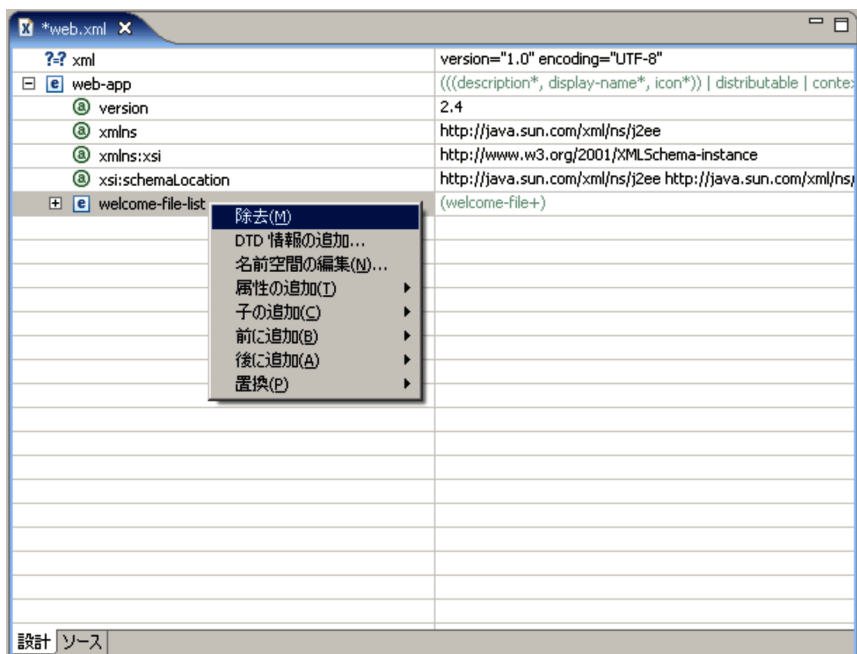 *web.xml
?=? xml version="1.0" encoding="UTF-8"
e web-app (((description*, display-name*, icon*)) | distributable | conte
a version 2.4
a xmlns http://java.sun.com/xml/ns/j2ee
a xmlns:xsi http://www.w3.org/2001/XMLSchema-instance
a xsi:schemaLocation http://java.sun.com/xml/ns/j2ee http://java.sun.com/xml/ns/
e welcome-file-list (welcome-file+)
除去(M)
DTD 情報の追加...
名前空間の編集(N)...
属性の追加(T)
子の追加(C)
前に追加(B)
後に追加(A)
置換(P)
設計 ソース